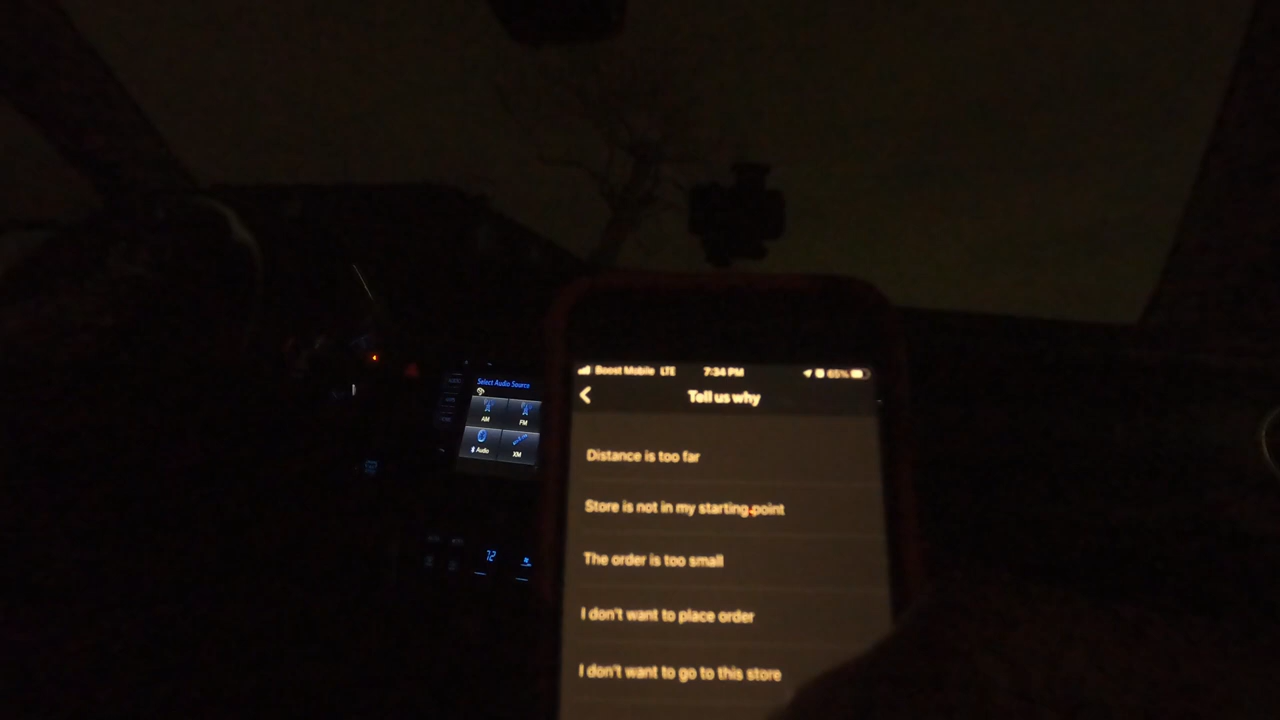 Boost Mobile LTE 7:34 PM 65%
Tell us why
Distance is too far
Store is not in my starting point
The order is too small
I don't want to place order
I don't want to go to this store
Select Audio Source
AM FM
Audio XM
72